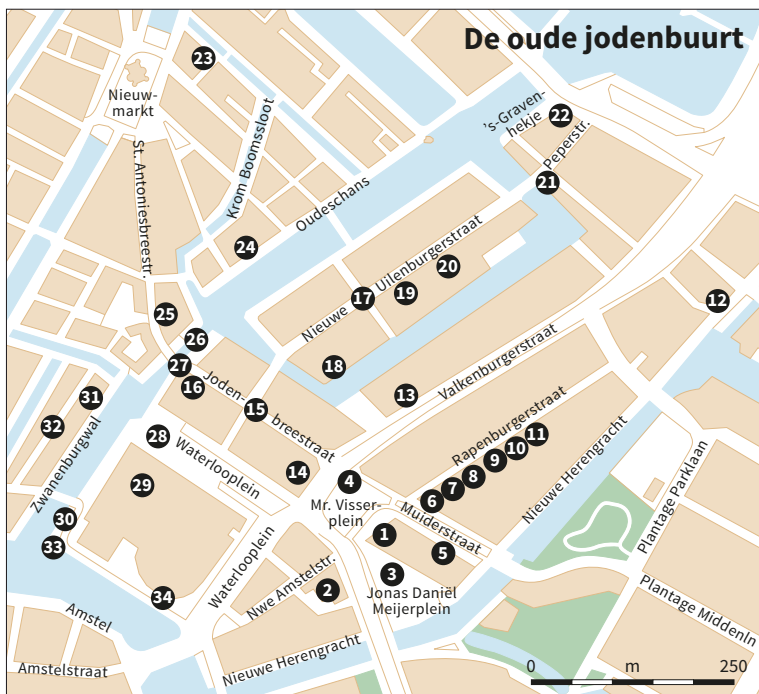 De oude jodenbuurt
23
Nieuw-
markt
's-Graven-
hekje
22
Peperstr.
St. Antoniesbreestr.
Krom Boomssloot
Oudeschans
21
24
Nieuwe Uilenburgerstraat
20
19
17
12
25
26
27
16
18
13
Valkenburgerstraat
Joden-
breestraat
15
31
32
28
Waterlooplein
Rapenburgerstraat
11
10
9
8
7
6
14
4
Mr. Visser-
plein
29
Zwanenburgwal
30
33
Muiderstraat
Nieuwe Herengracht
Plantage Parklaan
1
5
3
Jonas Daniël
Meijerplein
2
Nwe Amstelstr.
Waterlooplein
34
Amstel
Amstelstraat
Nieuwe Herengracht
Plantage Middenln
0 m 250